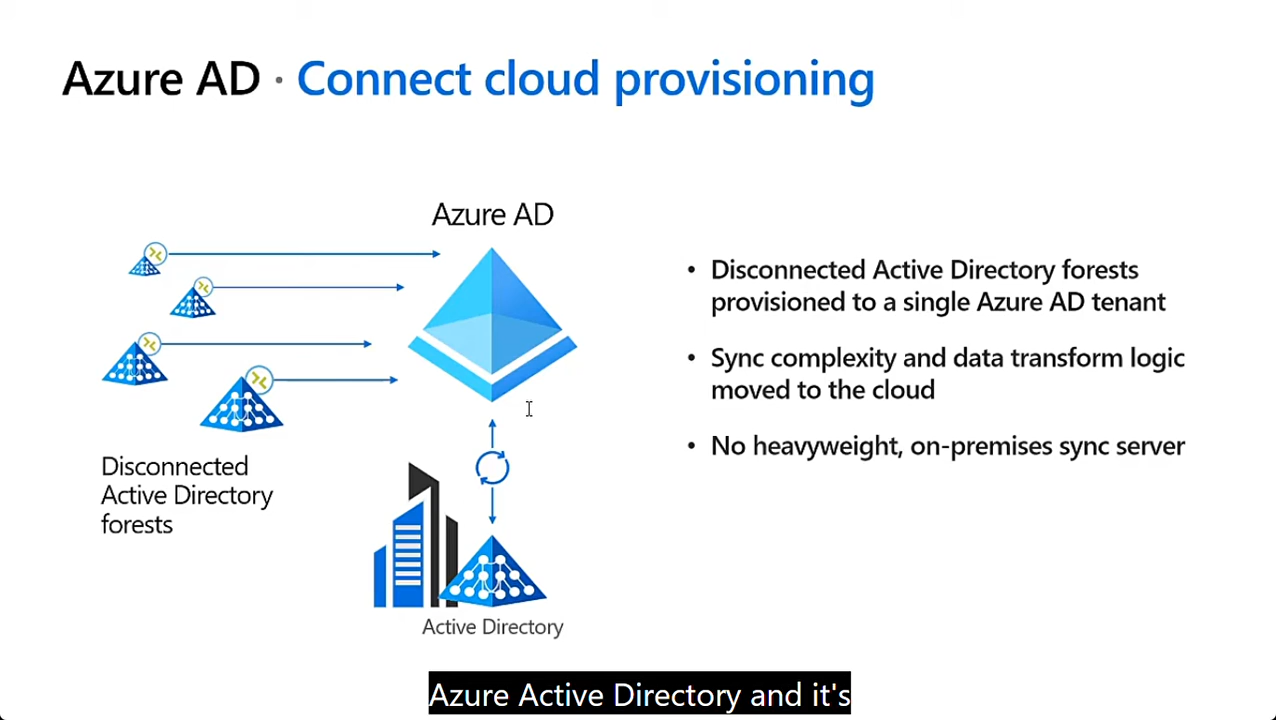 Azure AD · Connect cloud provisioning
Azure AD
Disconnected
Active Directory
forests
Active Directory
• Disconnected Active Directory forests
provisioned to a single Azure AD tenant
• Sync complexity and data transform logic
moved to the cloud
• No heavyweight, on-premises sync server
Azure Active Directory and it's